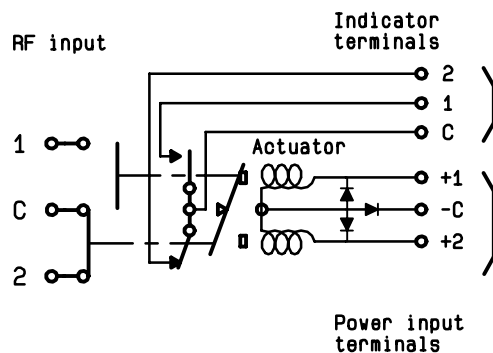 Indicator
terminals
RF input
2
1
C
Actuator
1
+1
C
-C
+2
2
Power input
terminals